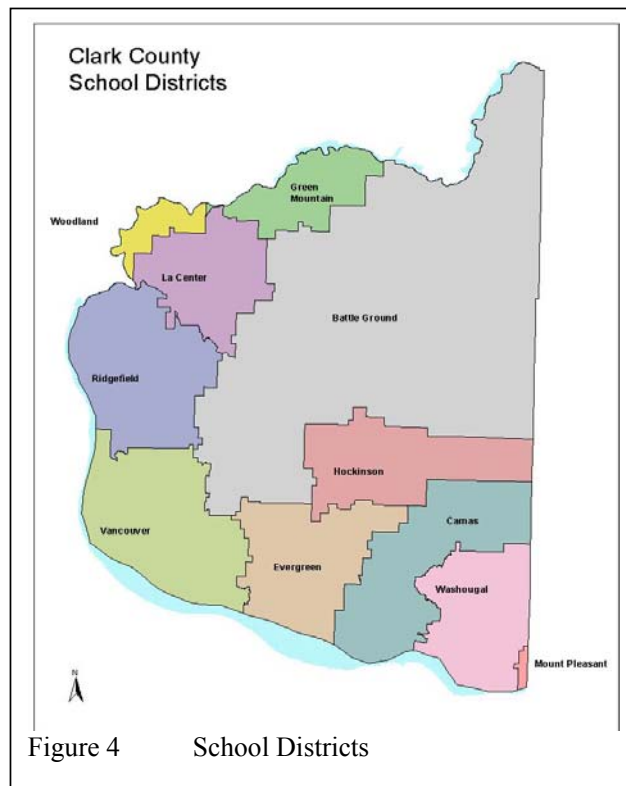 Clark County
School Districts
Green
Mountain
Woodland
La Center
Battle Ground
Ridgefield
Hockinson
Camas
Vancouver
Evergreen
Washougal
Mount Pleasant
N
Figure 4 School Districts